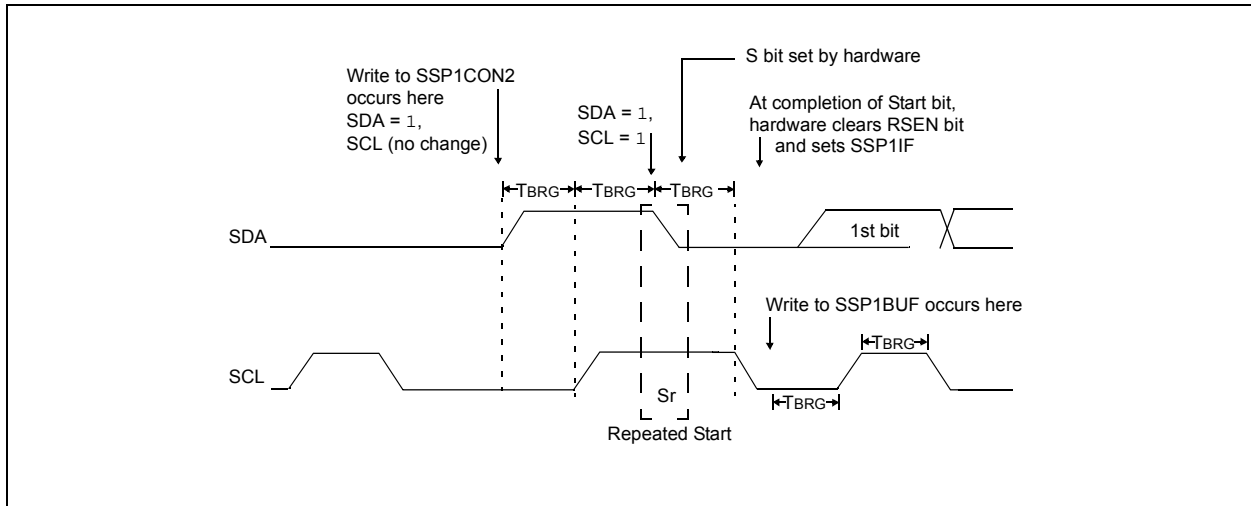 S bit set by hardware
Write to SSP1CON2
occurs here
SDA = 1,
SCL (no change)
SDA = 1,
SCL = 1
At completion of Start bit,
hardware clears RSEN bit
and sets SSP1IF
TBRG TBRG TBRG
SDA
1st bit
Write to SSP1BUF occurs here
TBRG
SCL
Sr
TBRG
Repeated Start